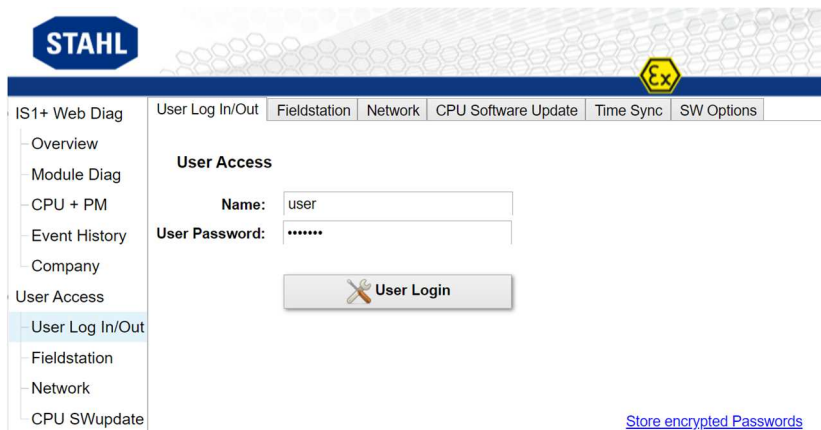 STAHL
Ex
IS1+ Web Diag
Overview
Module Diag
CPU + PM
Event History
Company
User Access
User Log In/Out
Fieldstation
Network
CPU SWupdate
User Log In/Out Fieldstation Network CPU Software Update Time Sync SW Options
User Access
Name: user
User Password: •••••••
User Login
Store encrypted Passwords